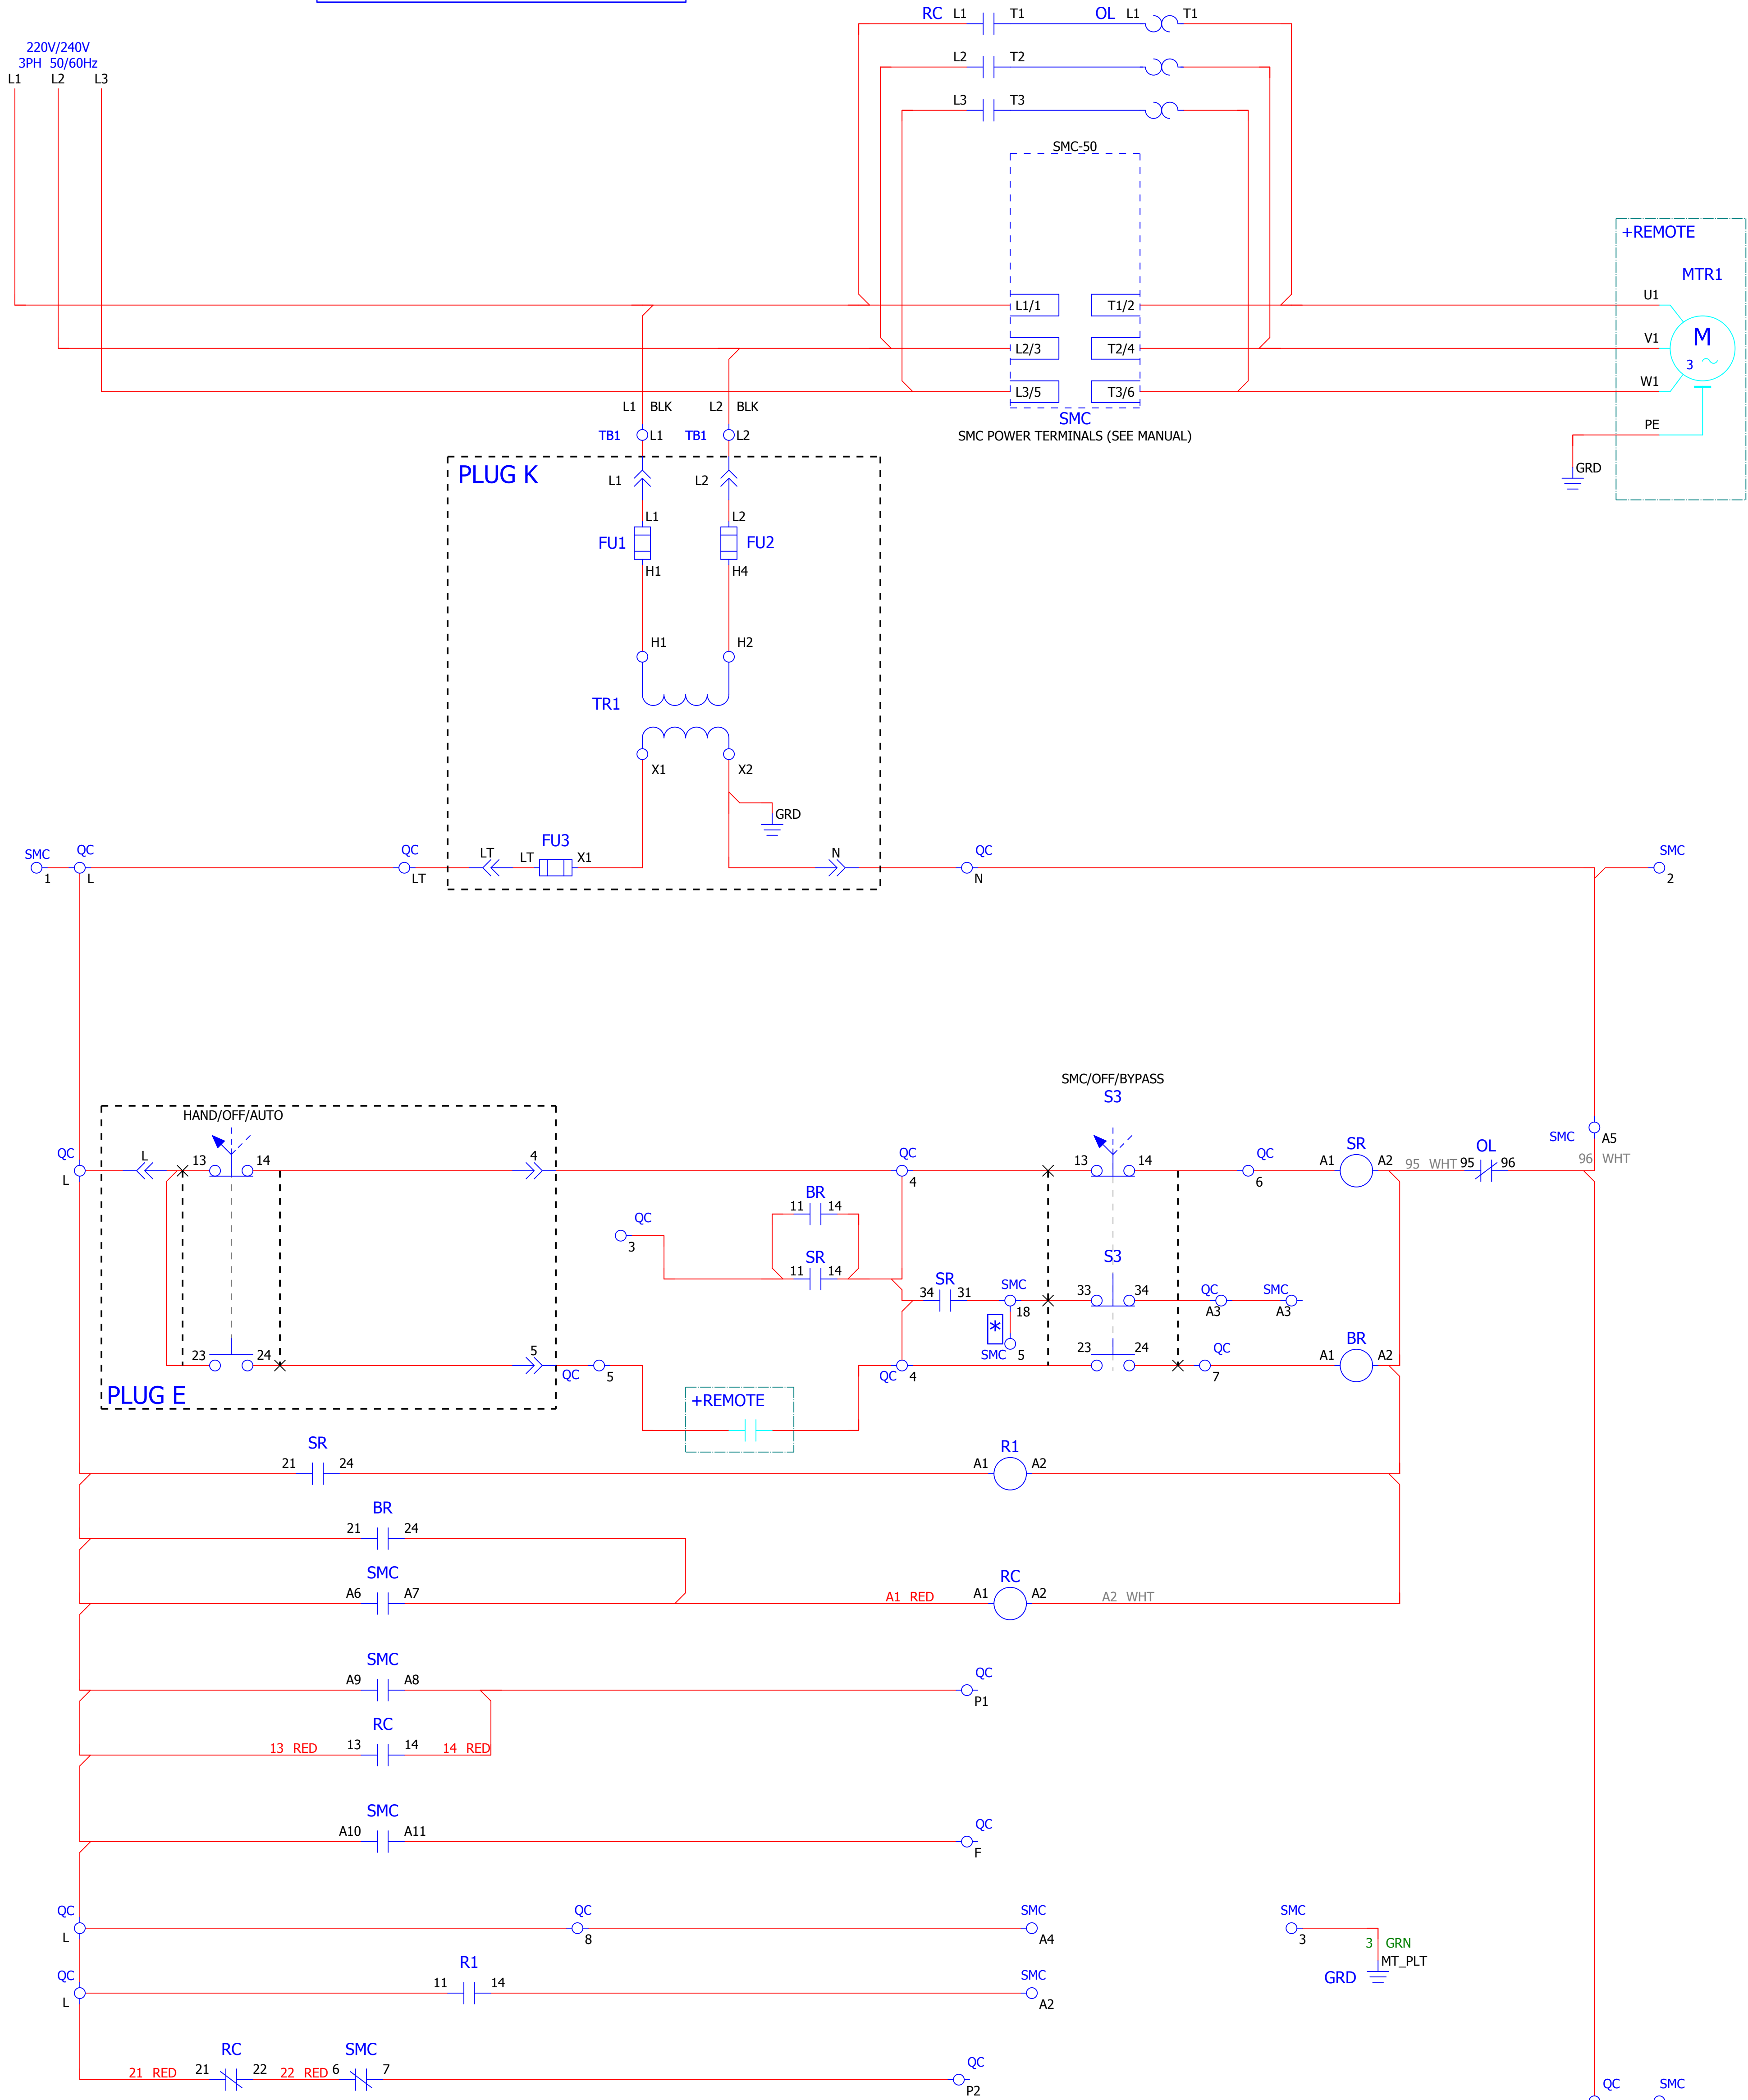 RC L1 T1 OL L1 T1
220V/240V
3PH 50/60Hz
L1 L2 L3
L2 T2
L3 T3
SMC-50
+REMOTE
MTR1
L1/1 T1/2 U1
L2/3 T2/4 V1
M
3
L3/5 T3/6 W1
L1 BLK L2 BLK
SMC
SMC POWER TERMINALS (SEE MANUAL)
PE
TB1 L1 TB1 L2
GRD
PLUG K
L1 L2
L1 L2
FU1 FU2
H1 H4
H1 H2
TR1
X1 X2
GRD
FU3
SMC QC QC LT LT X1 N QC SMC
1 L LT N 2
SMC/OFF/BYPASS
S3
HAND/OFF/AUTO
SMC A5
QC L 13 14 4 QC 13 14 QC SR A1 A2 95 WHT 95 OL 96 96 WHT
L 4 6
BR
11 14
QC
3
SR
11 14
S3
SR
34 31 SMC 33 34 QC SMC
18 A3 A3
*
SMC 5
23 24 5 QC 5 QC 4 23 24 QC BR A1 A2
7
PLUG E
+REMOTE
SR R1
21 24 A1 A2
BR
21 24
SMC RC
A6 A7 A1 RED A1 A2 A2 WHT
SMC
A9 A8 QC
P1
RC
13 RED 13 14 14 RED
SMC
A10 A11 QC
F
QC QC SMC SMC
L 8 A4 3
3 GRN
MT_PLT
GRD
QC R1 SMC
L 11 14 A2
RC SMC
21 RED 21 22 22 RED 6 7 QC
P2
QC SMC